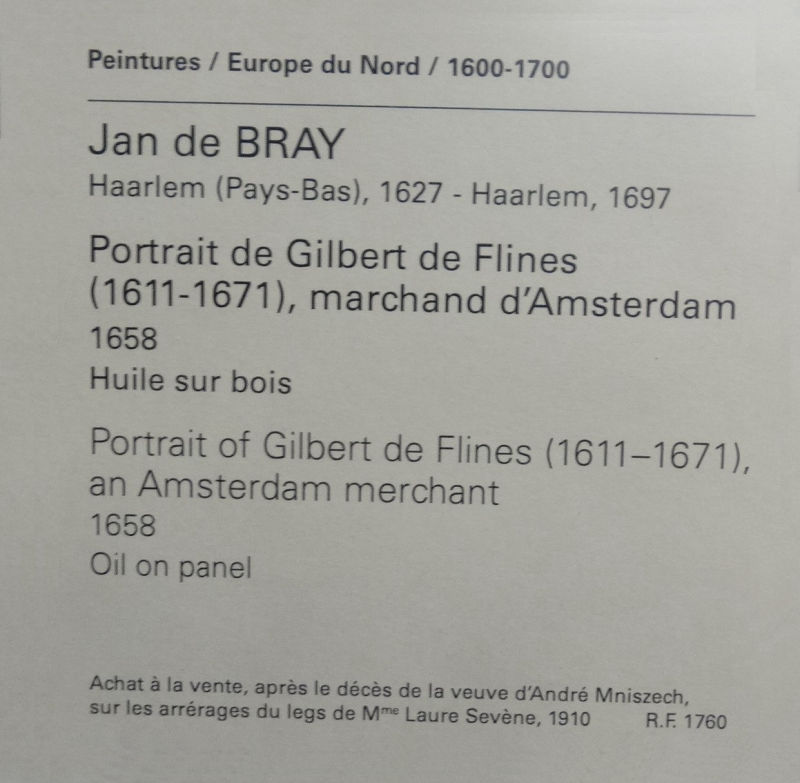 Peintures / Europe du Nord / 1600-1700
Jan de BRAY
Haarlem (Pays-Bas), 1627 - Haarlem, 1697
Portrait de Gilbert de Flines
(1611-1671), marchand d'Amsterdam
1658
Huile sur bois
Portrait of Gilbert de Flines (1611–1671),
an Amsterdam merchant
1658
Oil on panel
Achat à la vente, après le décès de la veuve d'André Mniszech,
sur les arrérages du legs de Mme Laure Sevène, 1910 R.F. 1760